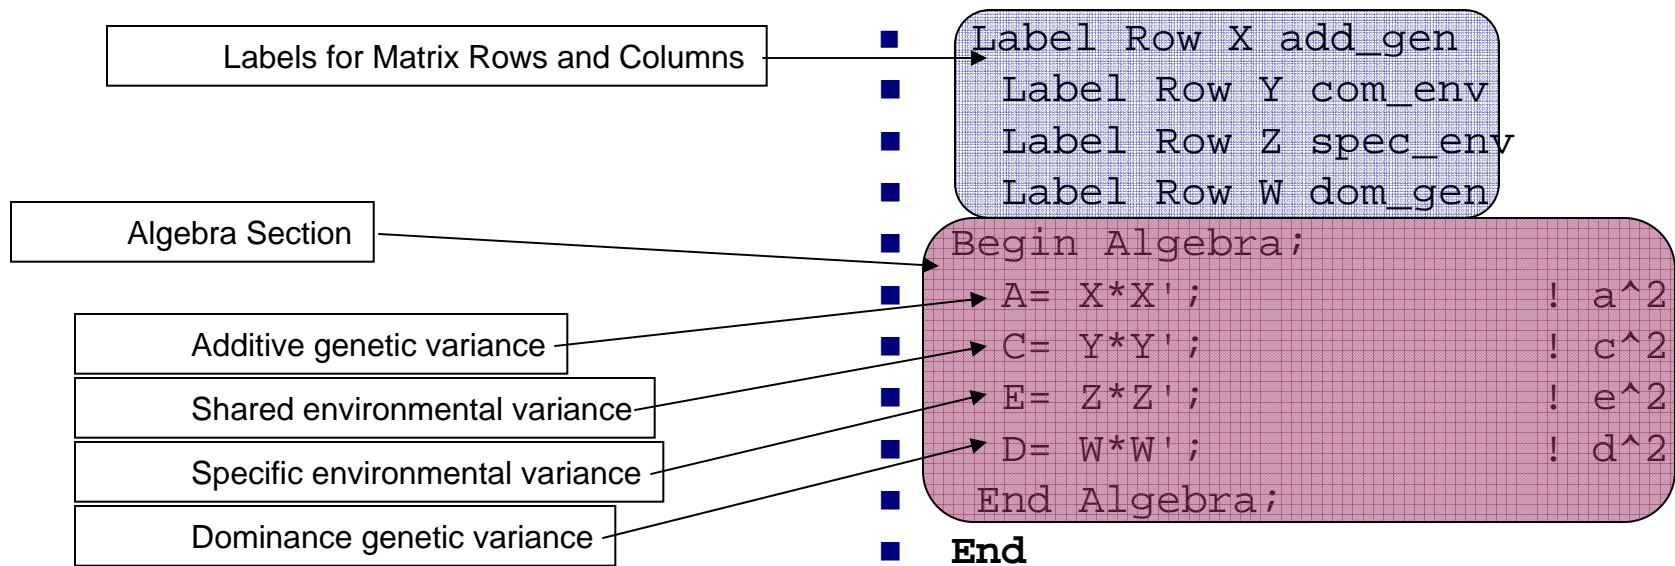 Labels for Matrix Rows and Columns
Label Row X add_gen
Label Row Y com_env
Label Row Z spec_env
Label Row W dom_gen
Algebra Section
Begin Algebra;
A= X*X'; ! a^2
Additive genetic variance
C= Y*Y'; ! c^2
Shared environmental variance
E= Z*Z'; ! e^2
Specific environmental variance
D= W*W'; ! d^2
Dominance genetic variance
End Algebra;
End